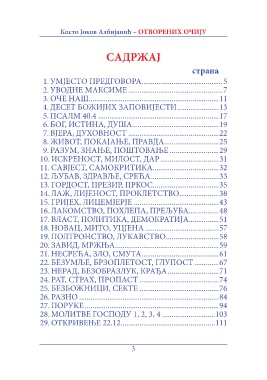 Косто Јоков Албијанић – ОТВОРЕНИХ ОЧИЈУ
САДРЖАЈ
страна
1. УМЈЕСТО ПРЕДГОВОРА 5
2. УВОДНЕ МАКСИМЕ 7
3. ОЧЕ НАШ 11
4. ДЕСЕТ БОЖИЈИХ ЗАПОВИЈЕСТИ 13
5. ПСАЛМ 40.4 17
6. БОГ, ИСТИНА, ДУША 19
7. ВЈЕРА, ДУХОВНОСТ 22
8. ЖИВОТ, ПОКАЈАЊЕ, ПРАВДА 25
9. РАЗУМ, ЗНАЊЕ, ПОШТОВАЊЕ 29
10. ИСКРЕНОСТ, МИЛОСТ, ДАР 31
11. САВЈЕСТ, САМОКРИТИКА 32
12. ЉУБАВ, ЗДРАВЉЕ, СРЕЋА 33
13. ГОРДОСТ, ПРЕЗИР, ПРКОС 35
14. ЛАЖ, ЛИЈЕНОСТ, ПРОКЛЕТСТВО 38
15. ГРИЈЕХ, ЛИЦЕМЈЕРЈЕ 45
16. ЛАКОМСТВО, ПОХЛЕПА, ПРЕЉУБА 48
17. ВЛАСТ, ПОЛИТИКА, ДЕМОКРАТИЈА 51
18. НОВАЦ, МИТО, УЦЈЕНА 57
19. ПОЛТРОНСТВО, ЛУКАВСТВО 58
20. ЗАВИД, МРЖЊА 59
21. НЕСРЕЋА, ЗЛО, СМУТА 61
22. БЕЗУМЉЕ, БРЗОПЛЕТОСТ, ГЛУПОСТ 67
23. НЕРАД, БЕЗОБРАЗЛУК, КРАЂА 71
24. РАТ, СТРАХ, ПРОПАСТ 74
25. БЕЗБОЖНИЦИ, СЕКТЕ 76
26. РАЗНО 84
27. ПОРУКЕ 94
28. МОЛИТВЕ ГОСПОДУ 1, 2, 3, 4 103
29. ОТКРИВЕЊЕ 22.12 111
3